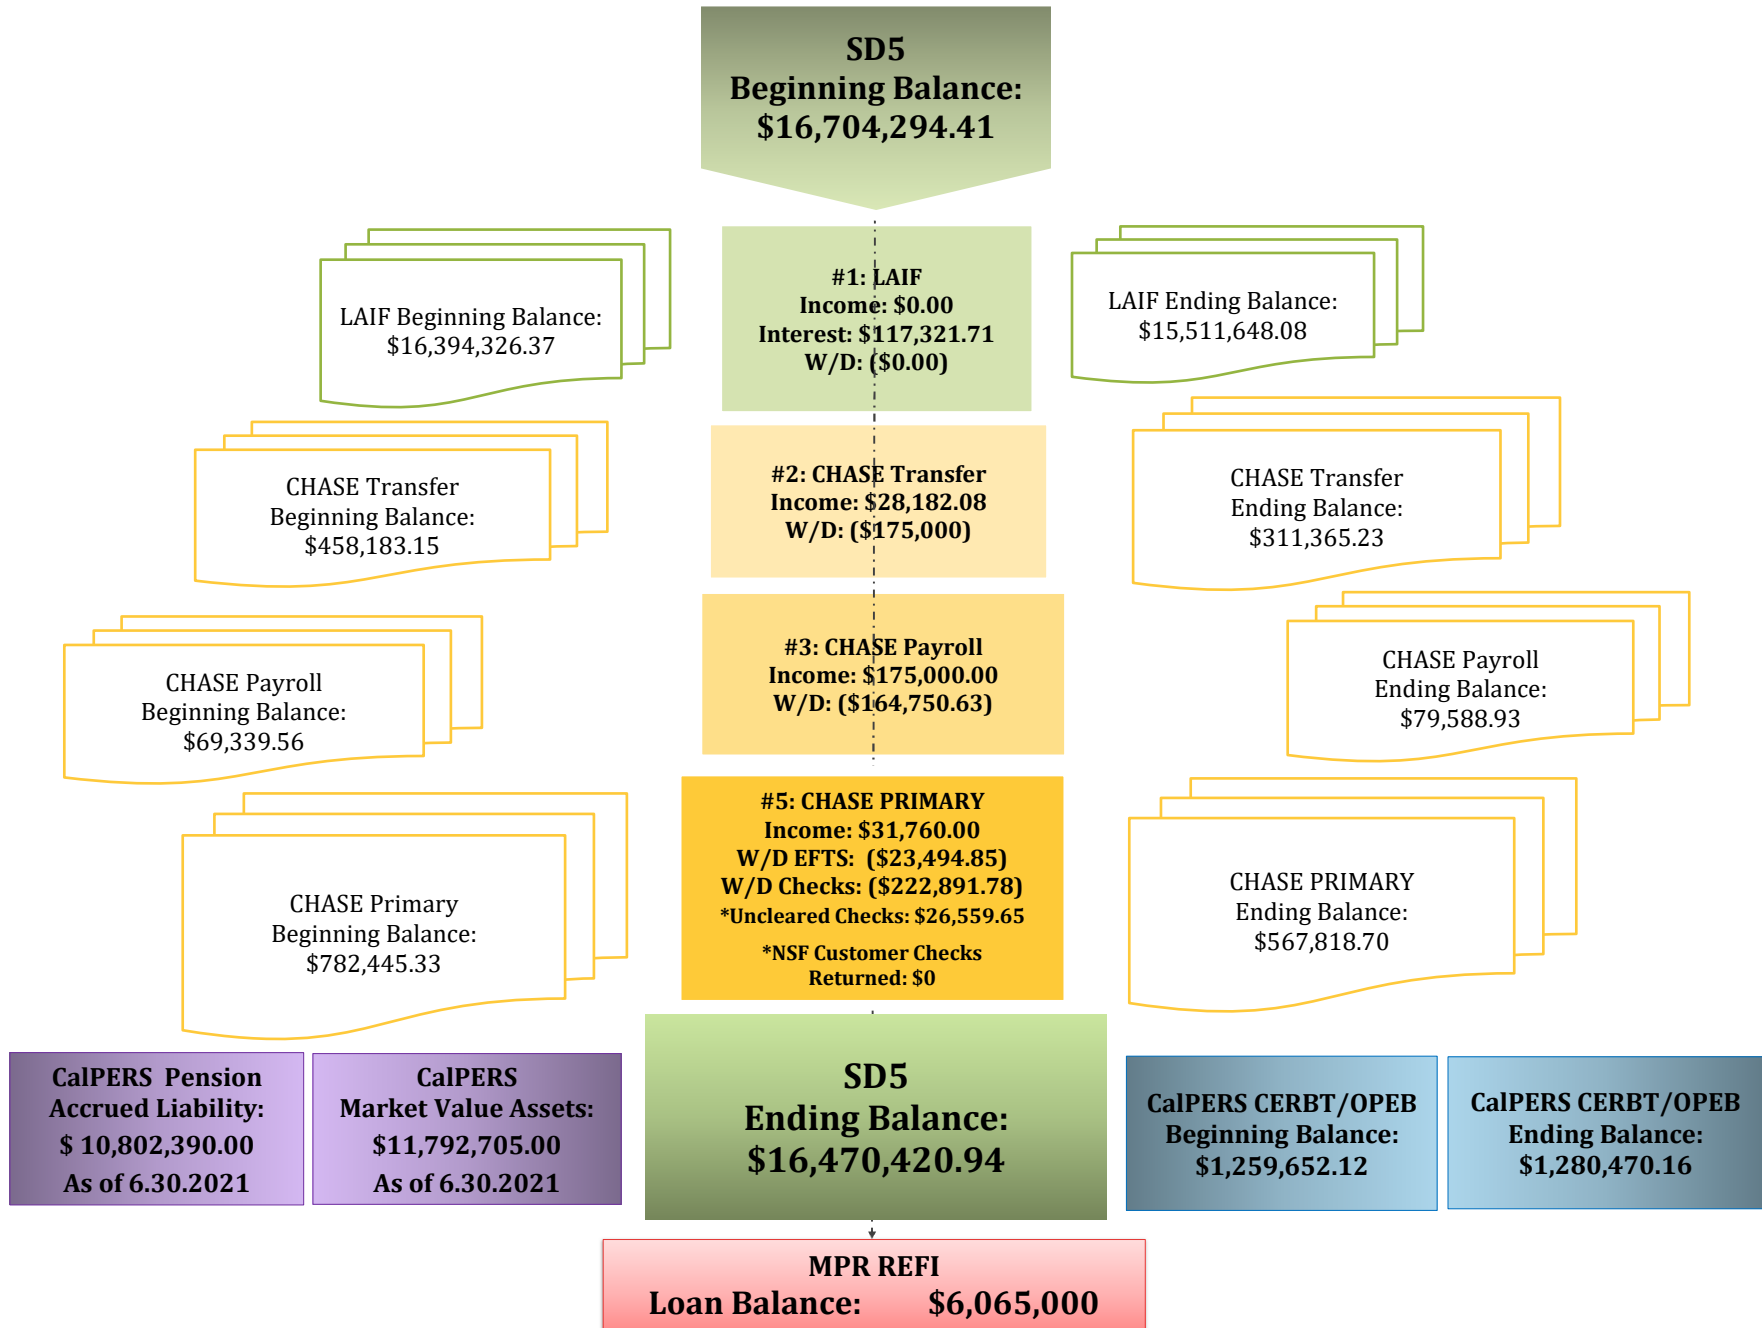 SD5
Beginning Balance:
$16,704,294.41
LAIF Beginning Balance:
$16,394,326.37
#1: LAIF
Income: $0.00
Interest: $117,321.71
W/D: ($0.00)
LAIF Ending Balance:
$15,511,648.08
CHASE Transfer
Beginning Balance:
$458,183.15
#2: CHASE Transfer
Income: $28,182.08
W/D: ($175,000)
CHASE Transfer
Ending Balance:
$311,365.23
CHASE Payroll
Beginning Balance:
$69,339.56
#3: CHASE Payroll
Income: $175,000.00
W/D: ($164,750.63)
CHASE Payroll
Ending Balance:
$79,588.93
CHASE Primary
Beginning Balance:
$782,445.33
#5: CHASE PRIMARY
Income: $31,760.00
W/D EFTS:  ($23,494.85)
W/D Checks: ($222,891.78)
*Uncleared Checks: $26,559.65
*NSF Customer Checks
Returned: $0
CHASE PRIMARY
Ending Balance:
$567,818.70
CalPERS  Pension
Accrued Liability:
$ 10,802,390.00
As of 6.30.2021
CalPERS
Market Value Assets:
$11,792,705.00
As of 6.30.2021
SD5
Ending Balance:
$16,470,420.94
CalPERS CERBT/OPEB
Beginning Balance:
$1,259,652.12
CalPERS CERBT/OPEB
Ending Balance:
$1,280,470.16
MPR REFI
Loan Balance:       $6,065,000